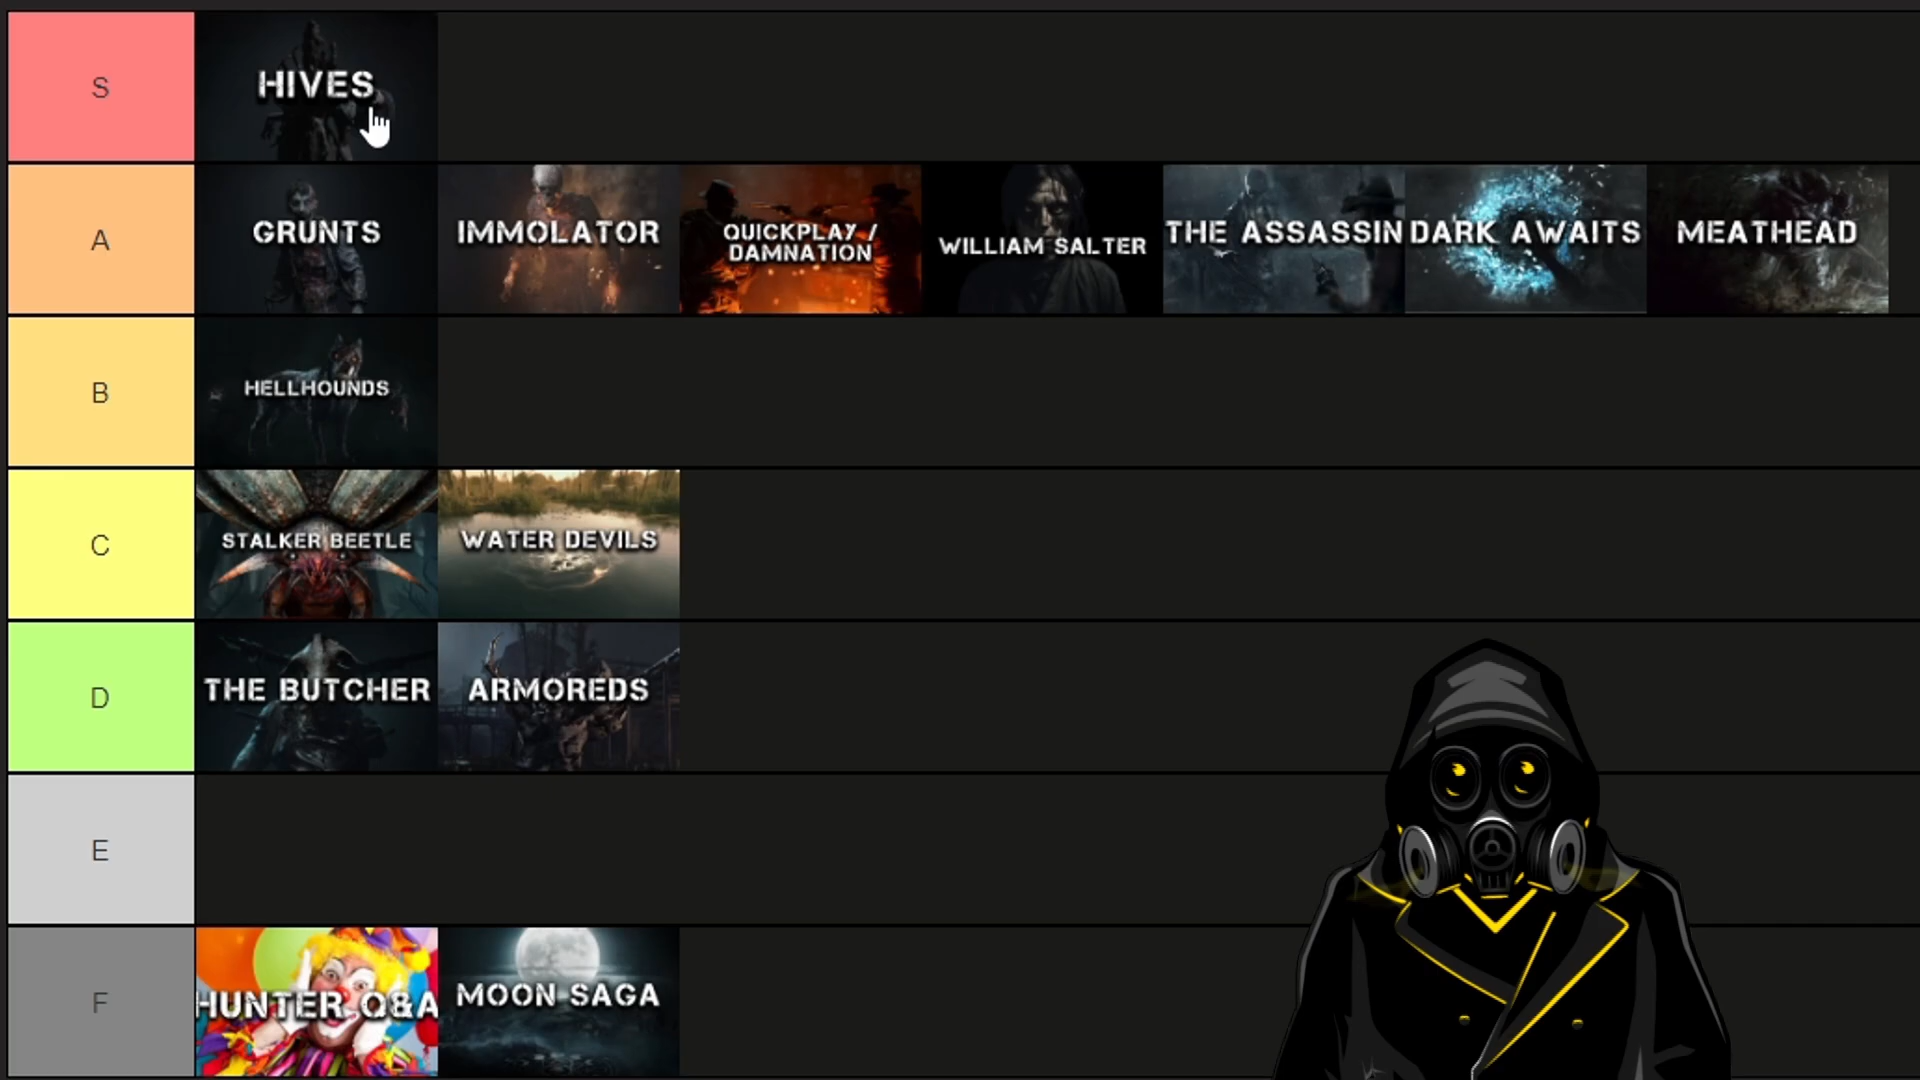 S
HIVES
A
GRUNTS
IMMOLATOR
QUICKPLAY /
DAMNATION
WILLIAM SALTER
THE ASSASSIN
DARK AWAITS
MEATHEAD
B
HELLHOUNDS
C
STALKER BEETLE
WATER DEVILS
D
THE BUTCHER
ARMOREDS
E
F
HUNTER Q&A
MOON SAGA